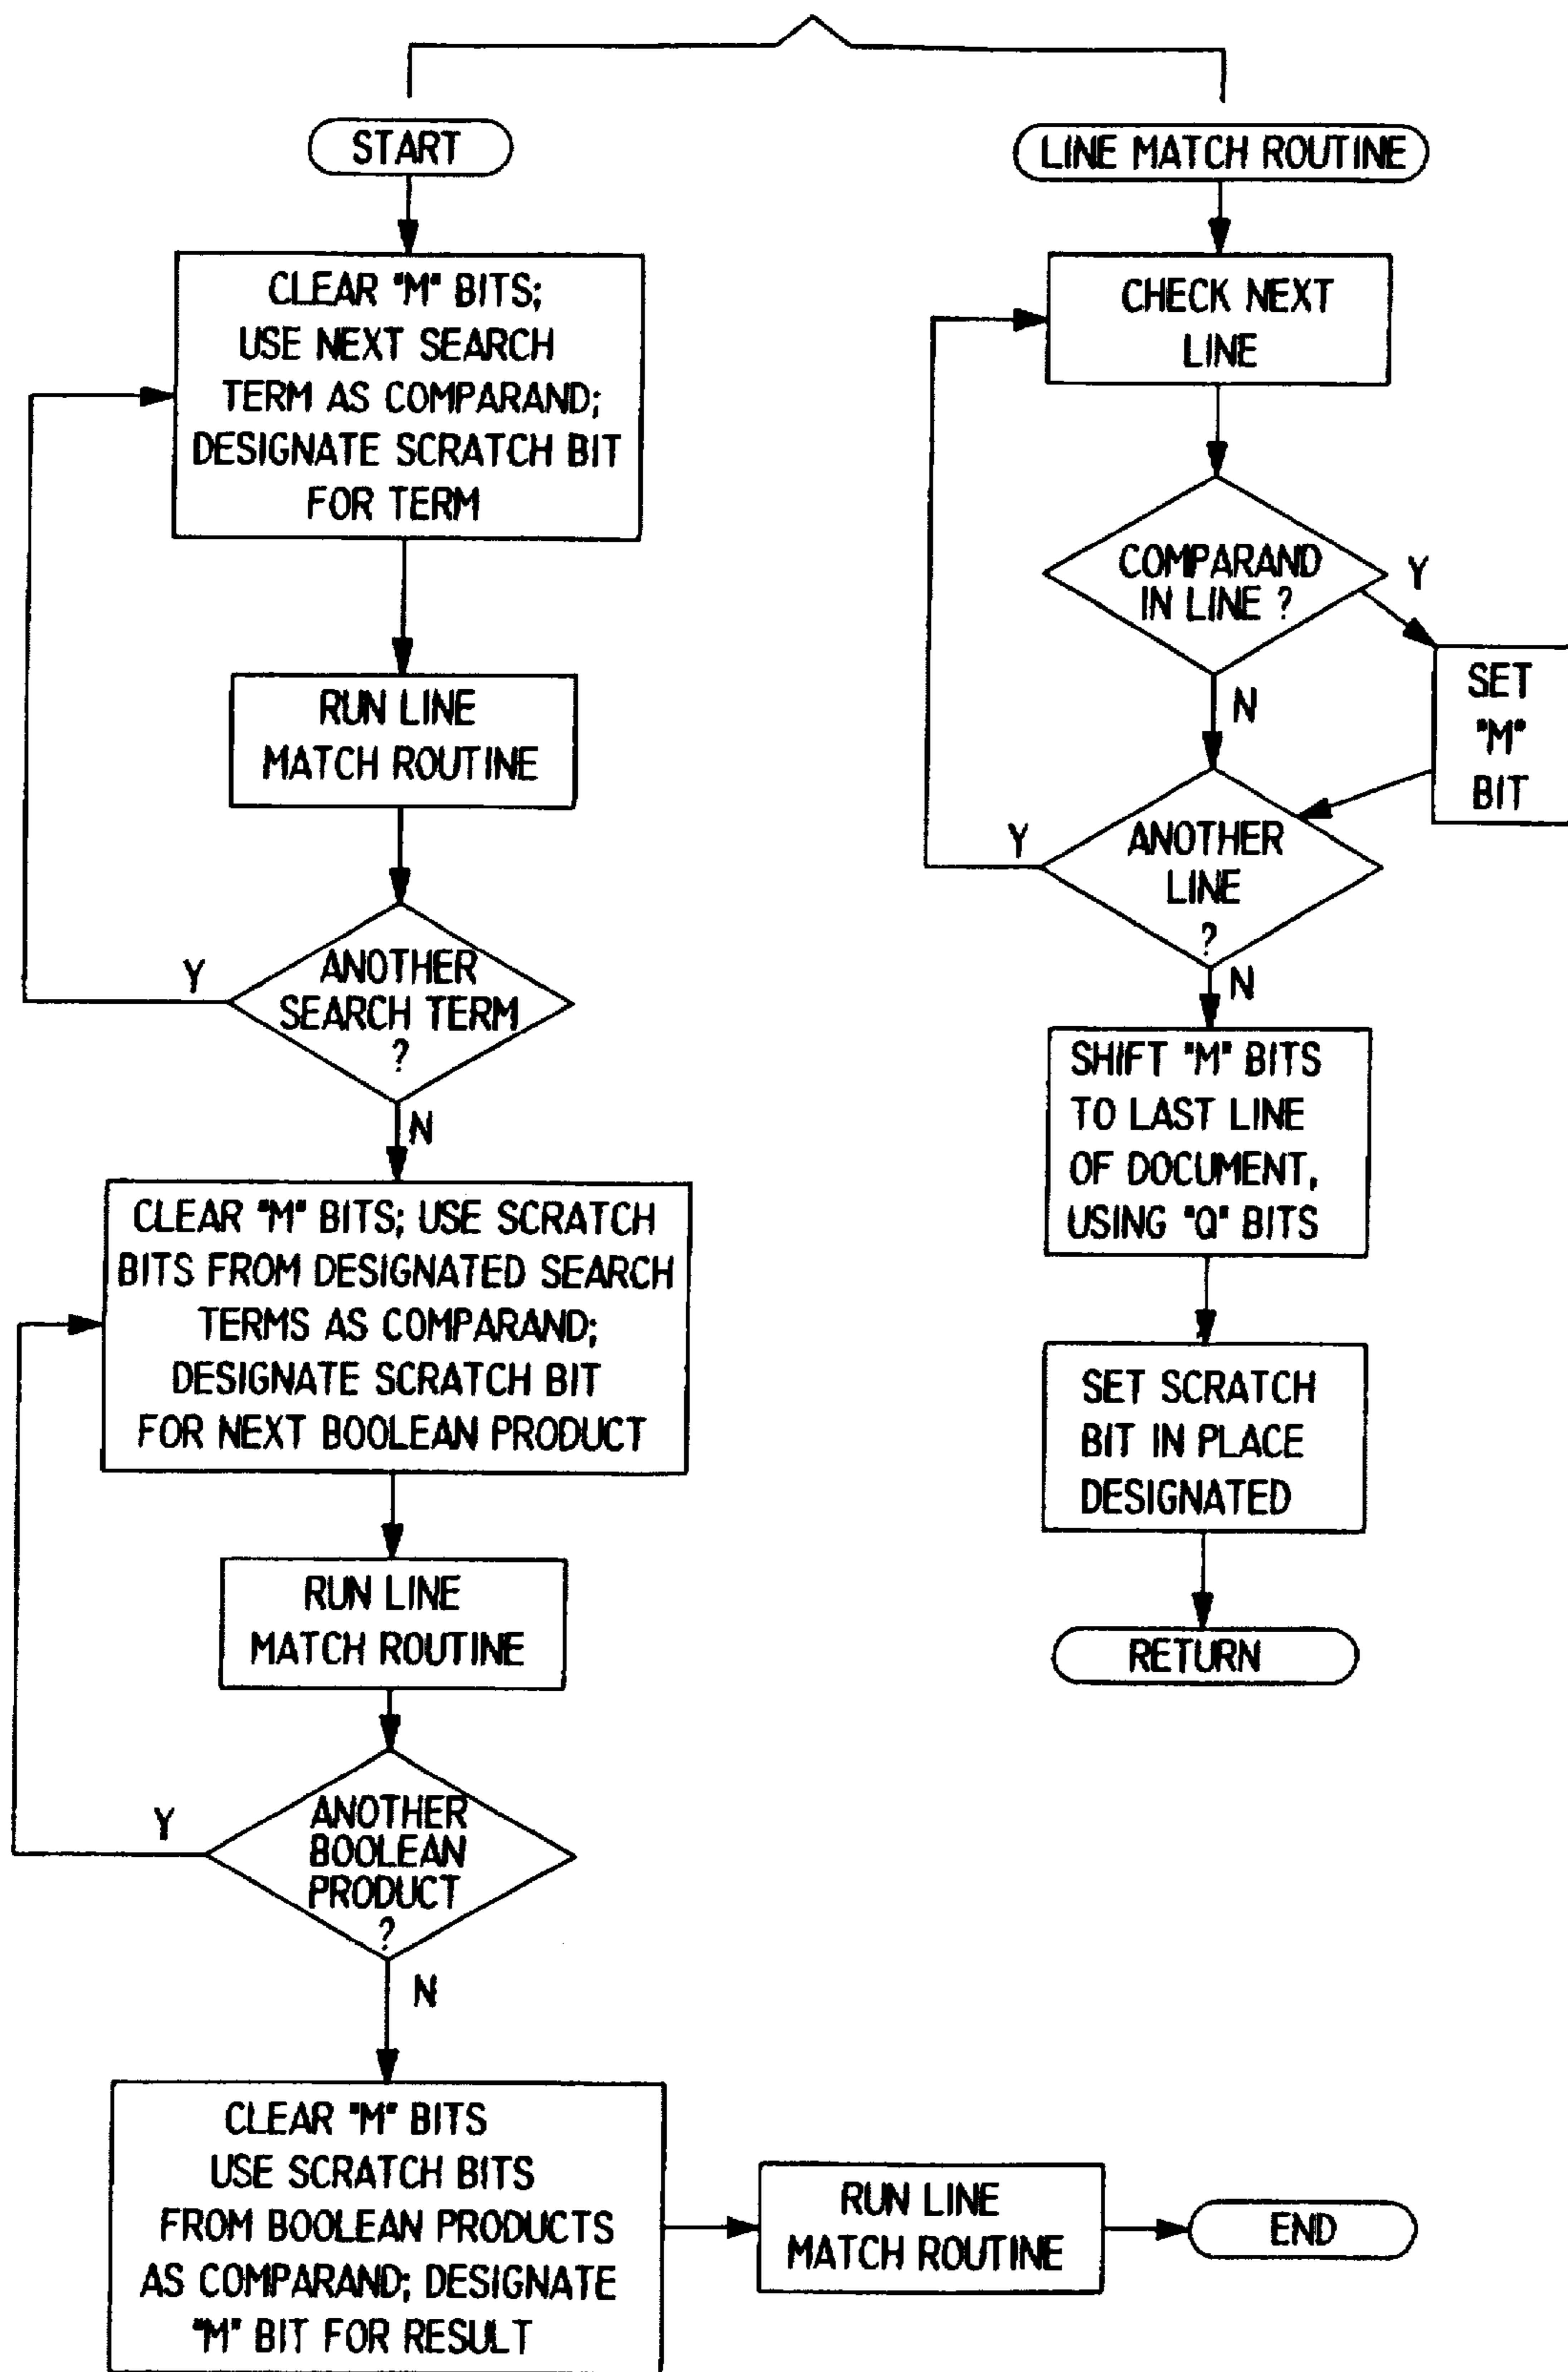 START
CLEAR "M" BITS;
USE NEXT SEARCH
TERM AS COMPARAND;
DESIGNATE SCRATCH BIT
FOR TERM
RUN LINE
MATCH ROUTINE
ANOTHER
SEARCH TERM
?
Y
N
CLEAR "M" BITS; USE SCRATCH
BITS FROM DESIGNATED SEARCH
TERMS AS COMPARAND;
DESIGNATE SCRATCH BIT
FOR NEXT BOOLEAN PRODUCT
RUN LINE
MATCH ROUTINE
ANOTHER
BOOLEAN
PRODUCT
?
Y
N
CLEAR "M" BITS
USE SCRATCH BITS
FROM BOOLEAN PRODUCTS
AS COMPARAND; DESIGNATE
"M" BIT FOR RESULT
RUN LINE
MATCH ROUTINE
END
LINE MATCH ROUTINE
CHECK NEXT
LINE
COMPARAND
IN LINE ?
Y
N
SET
"M"
BIT
ANOTHER
LINE
?
Y
N
SHIFT "M" BITS
TO LAST LINE
OF DOCUMENT,
USING "Q" BITS
SET SCRATCH
BIT IN PLACE
DESIGNATED
RETURN